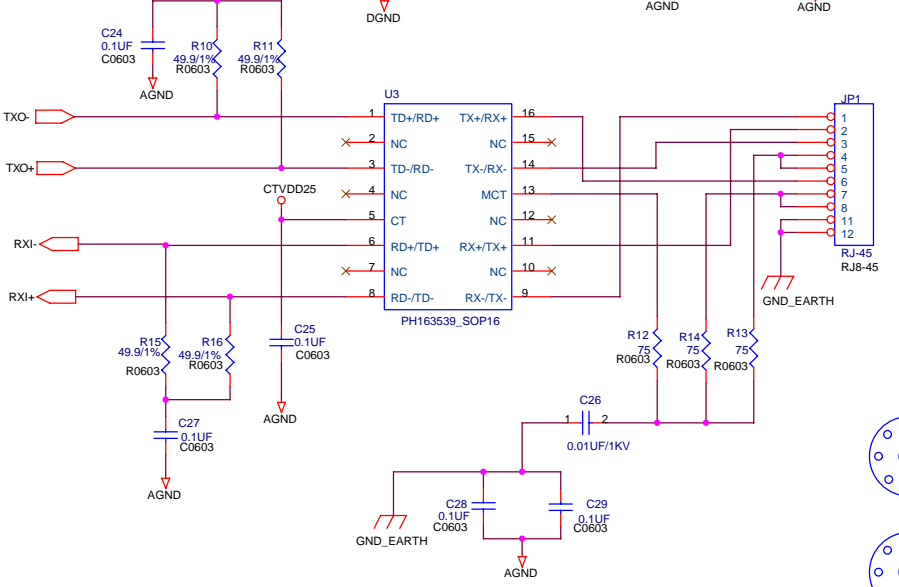 DGND
AGND
AGND
C24
0.1UF
C0603
R10
49.9/1%
R0603
R11
49.9/1%
R0603
AGND
U3
JP1
TXO-
1
TD+/RD+
TX+/RX+
16
1
2
NC
NC
15
2
3
TXO+
3
TD-/RD-
TX-/RX-
14
4
5
CTVDD25
4
NC
MCT
13
6
7
5
CT
NC
12
8
11
RXI-
6
RD+/TD+
RX+/TX+
11
12
7
NC
NC
10
RJ-45
RJ8-45
RXI+
8
RD-/TD-
RX-/TX-
9
GND_EARTH
PH163539_SOP16
R15
49.9/1%
R0603
R16
49.9/1%
R0603
C25
0.1UF
C0603
R12
75
R0603
R14
75
R0603
R13
75
R0603
AGND
C26
1
2
0.01UF/1KV
C27
0.1UF
C0603
AGND
C28
0.1UF
C0603
C29
0.1UF
C0603
GND_EARTH
AGND